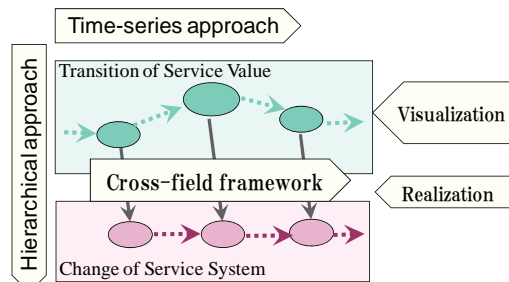 Time-series approach
Hierarchical approach
Transition of Service Value
Visualization
Cross-field framework
Realization
Change of Service System